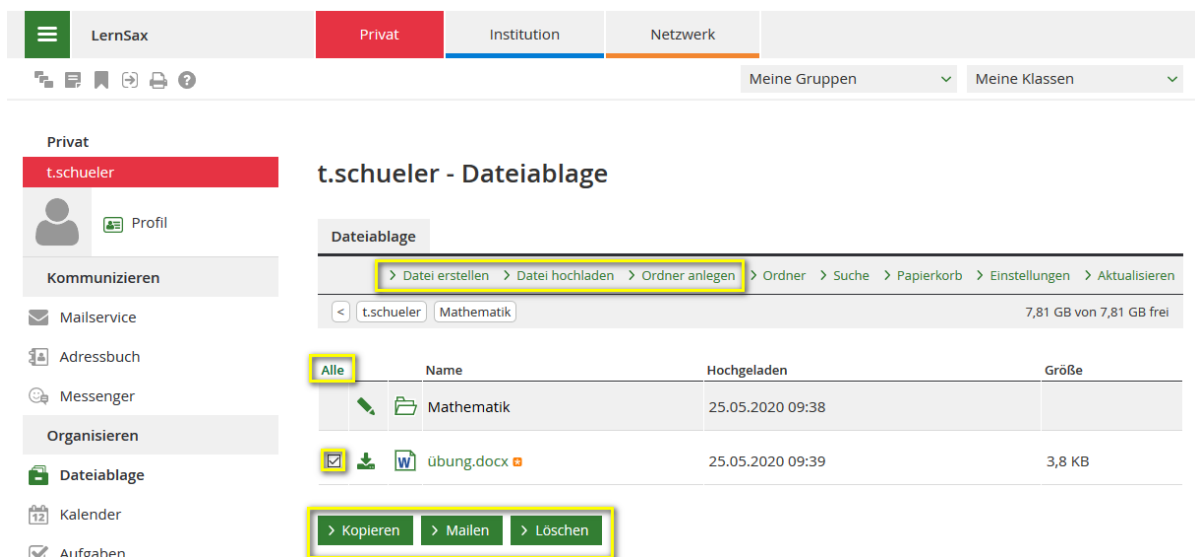 LernSax Privat Institution Netzwerk
Meine Gruppen Meine Klassen
Privat
t.schueler
Profil
Kommunizieren
Mailservice
Adressbuch
Messenger
Organisieren
Dateiablage
12 Kalender
Aufgaben
t.schueler - Dateiablage
Dateiablage
> Datei erstellen > Datei hochladen > Ordner anlegen > Ordner > Suche > Papierkorb > Einstellungen > Aktualisieren
< t.schueler Mathematik 7,81 GB von 7,81 GB frei
Alle Name Hochgeladen Größe
Mathematik 25.05.2020 09:38
W übung.docx 25.05.2020 09:39 3,8 KB
> Kopieren > Mailen > Löschen